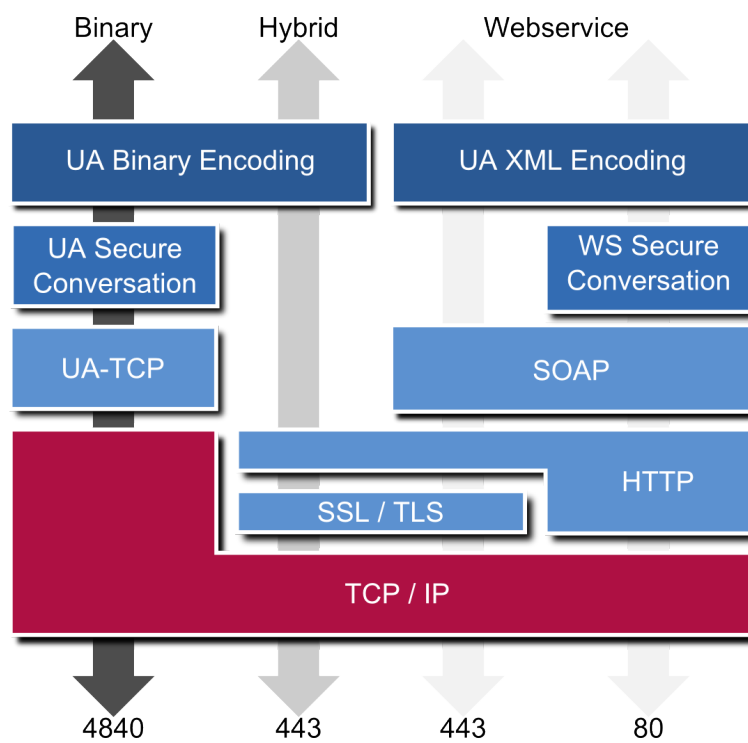 Binary Hybrid Webservice
UA Binary Encoding UA XML Encoding
UA Secure
Conversation
WS Secure
Conversation
UA-TCP SOAP
HTTP
SSL / TLS
TCP / IP
4840 443 443 80